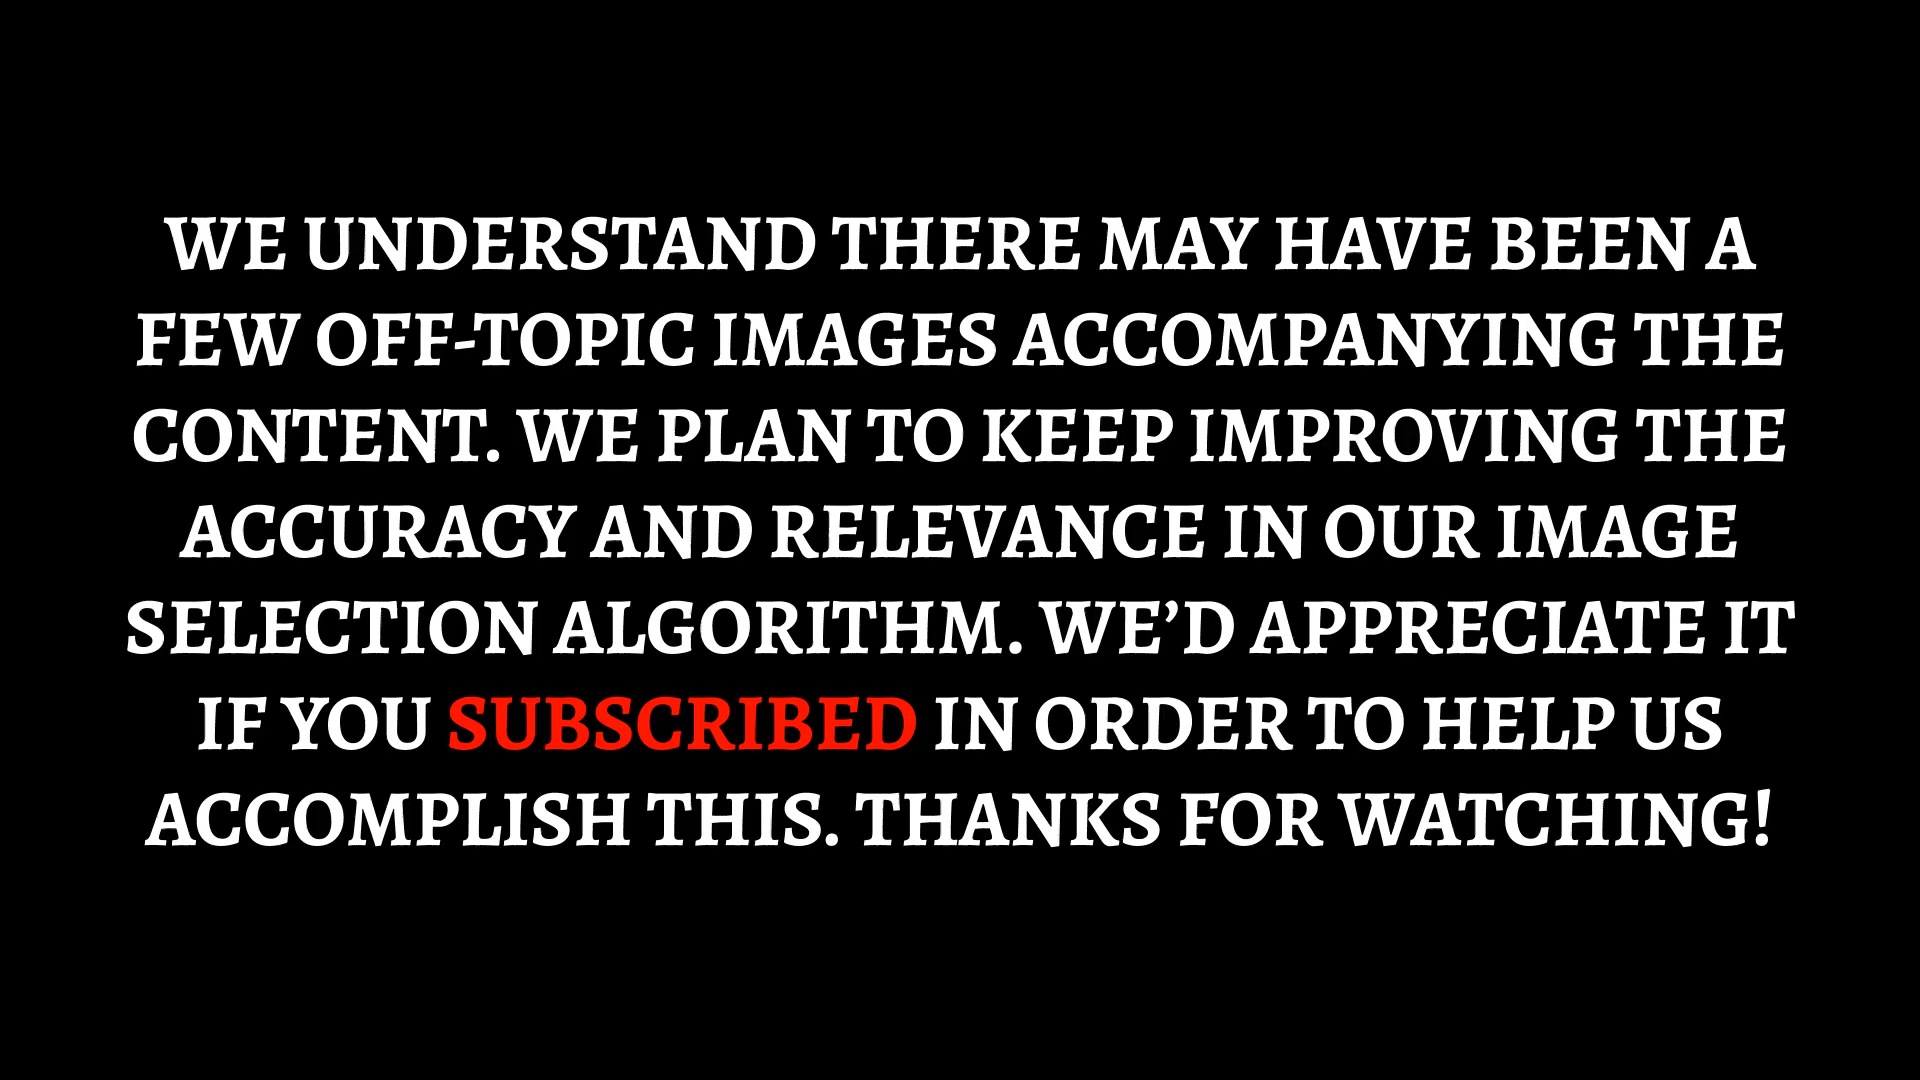 WE UNDERSTAND THERE MAY HAVE BEEN A
FEW OFF-TOPIC IMAGES ACCOMPANYING THE
CONTENT. WE PLAN TO KEEP IMPROVING THE
ACCURACY AND RELEVANCE IN OUR IMAGE
SELECTION ALGORITHM. WE’D APPRECIATE IT
IF YOU SUBSCRIBED IN ORDER TO HELP US
ACCOMPLISH THIS. THANKS FOR WATCHING!